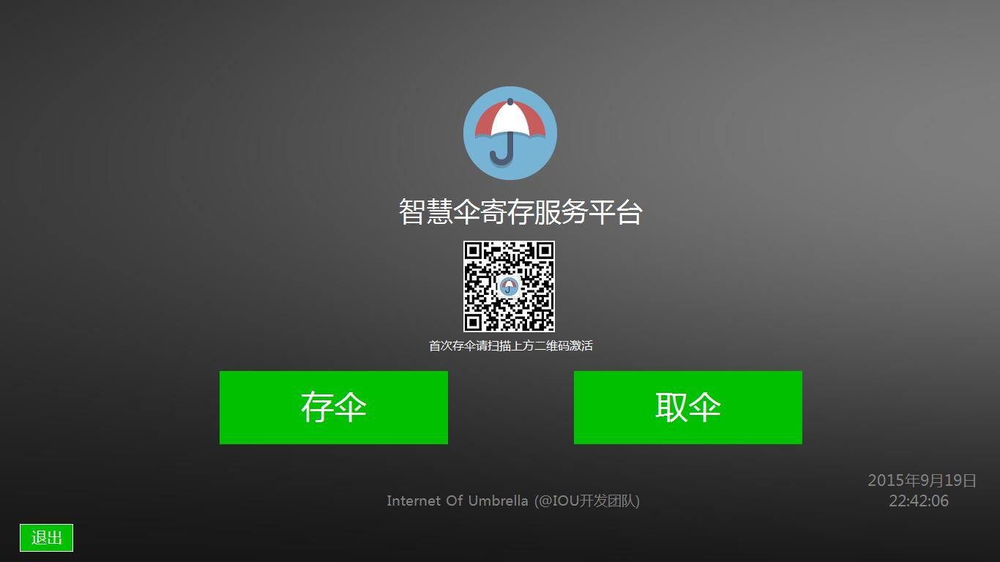 智慧伞寄存服务平台
首次存伞请扫描上方二维码激活
存伞
取伞
2015年9月19日
22:42:06
Internet Of Umbrella (@IOU开发团队)
退出